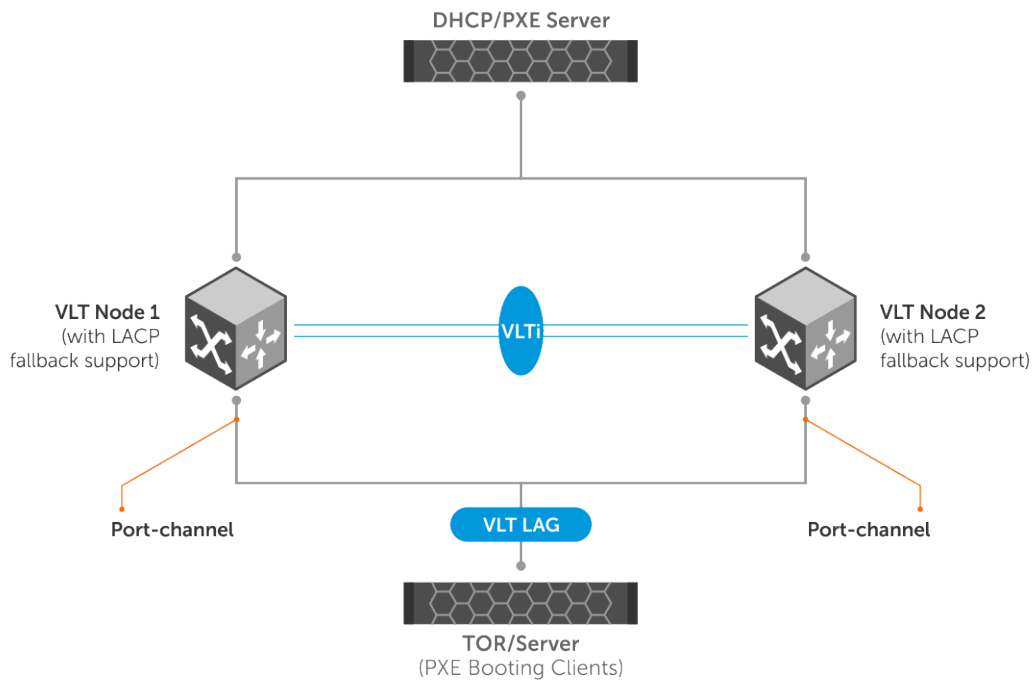 DHCP/PXE Server
VLT Node 1
(with LACP
fallback support)
VLTi
VLT Node 2
(with LACP
fallback support)
Port-channel
VLT LAG
Port-channel
TOR/Server
(PXE Booting Clients)